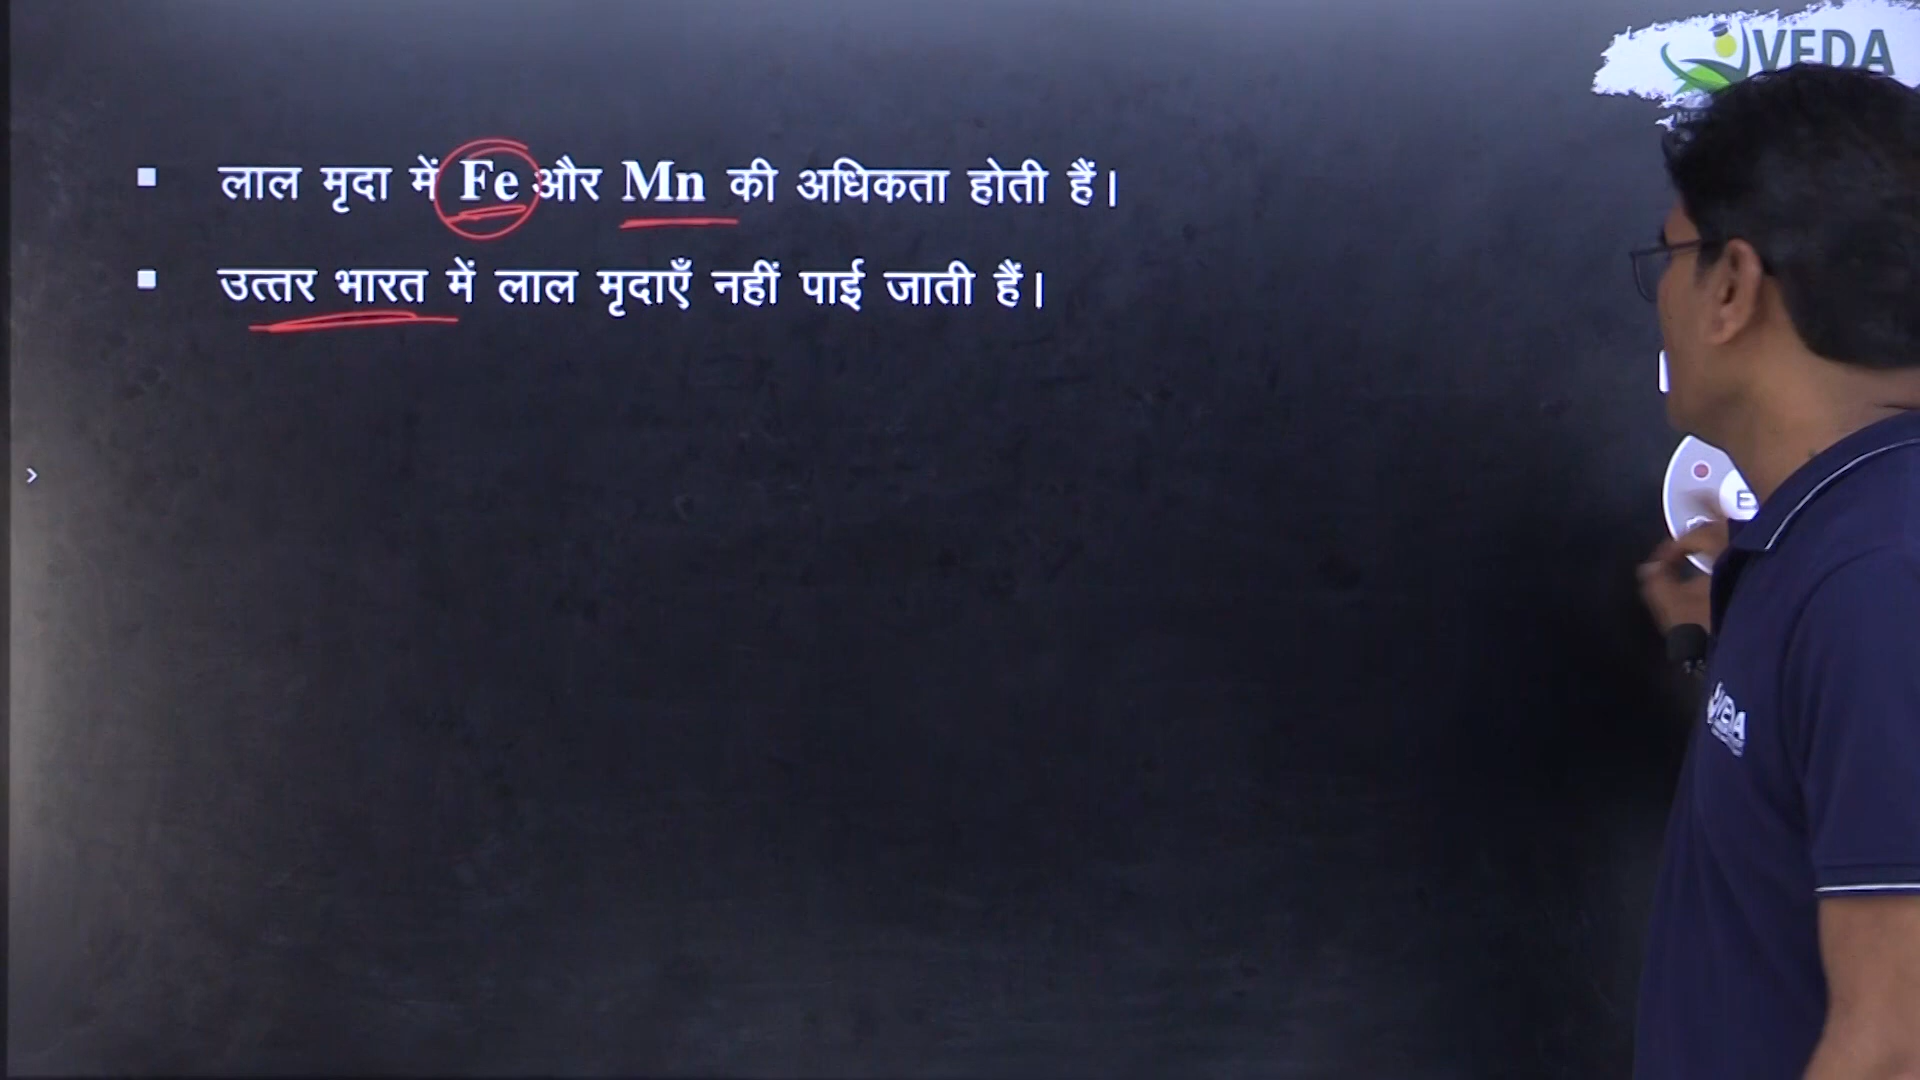 VEDA
▪ लाल मृदा में Fe और Mn की अधिकता होती हैं।
▪ उत्तर भारत में लाल मृदाएँ नहीं पाई जाती हैं।